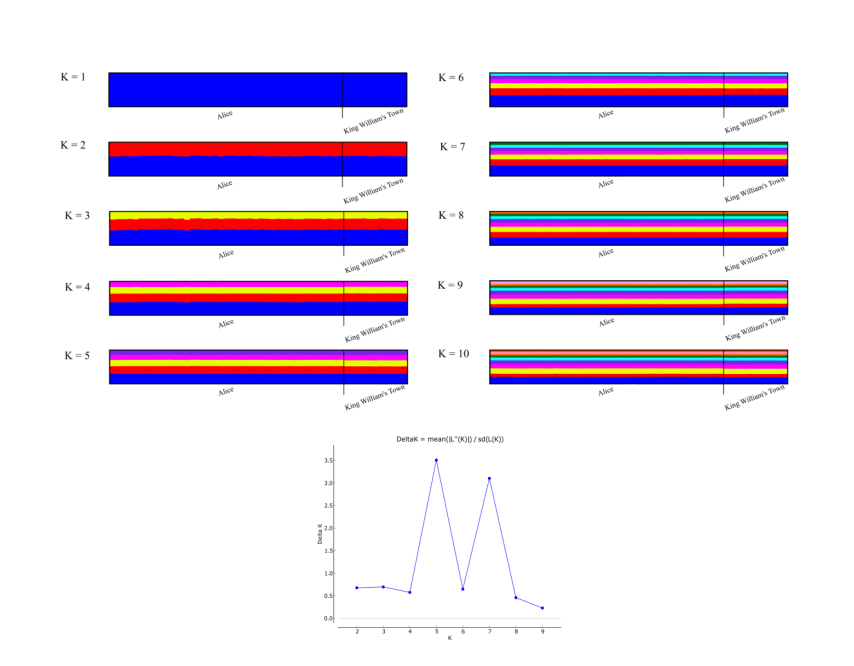 K = 1
Alice
King William's Town
K = 2
Alice
King William's Town
K = 3
Alice
King William's Town
K = 4
Alice
King William's Town
K = 5
Alice
King William's Town
K = 6
Alice
King William's Town
K = 7
Alice
King William's Town
K = 8
Alice
King William's Town
K = 9
Alice
King William's Town
K = 10
Alice
King William's Town
DeltaK = mean(|L''(K)|) / sd(L(K))
Delta K
3.5
3.0
2.5
2.0
1.5
1.0
0.5
0.0
2 3 4 5 6 7 8 9
K